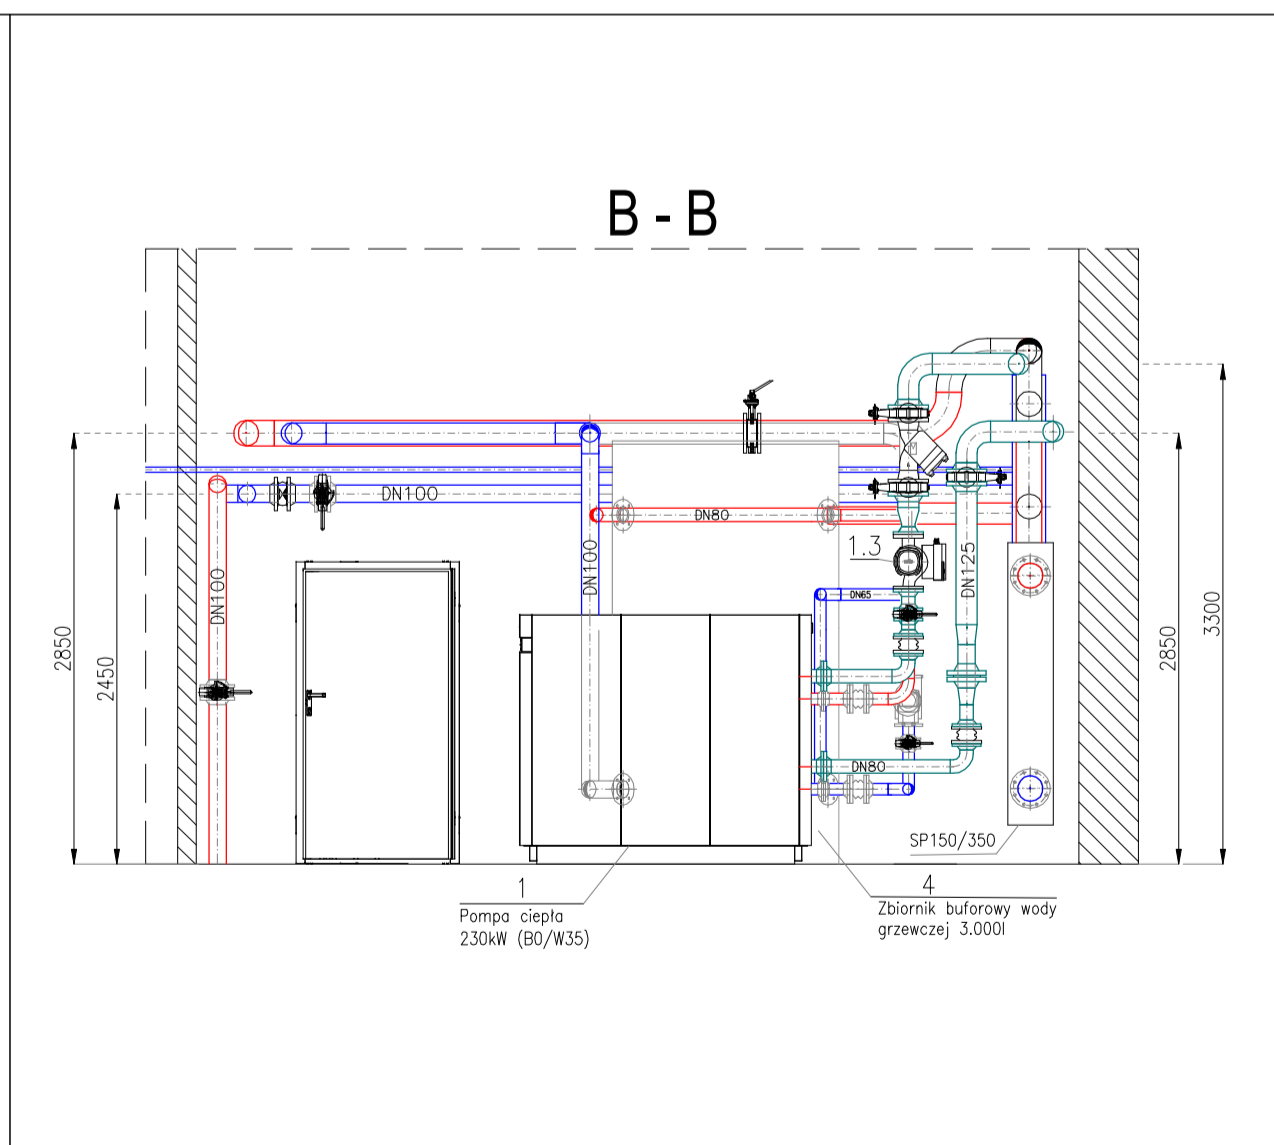 B - B
DN100
DN80
1.3
DN100
DN125
DN100
DN65
3300
2850
2850
2450
DN80
SP150/350
1
Pompa ciepła
230kW (B0/W35)
4
Zbiornik buforowy wody
grzewczej 3.000l